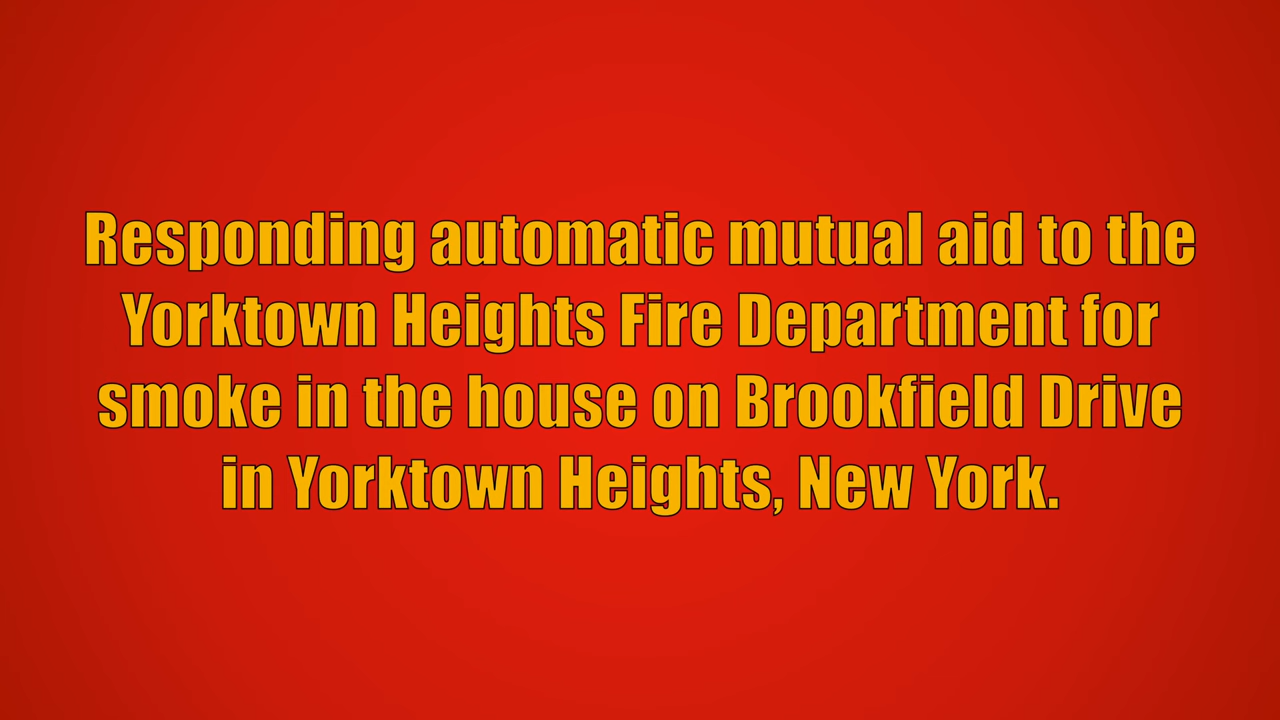 Responding automatic mutual aid to the
Yorktown Heights Fire Department for
smoke in the house on Brookfield Drive
in Yorktown Heights, New York.